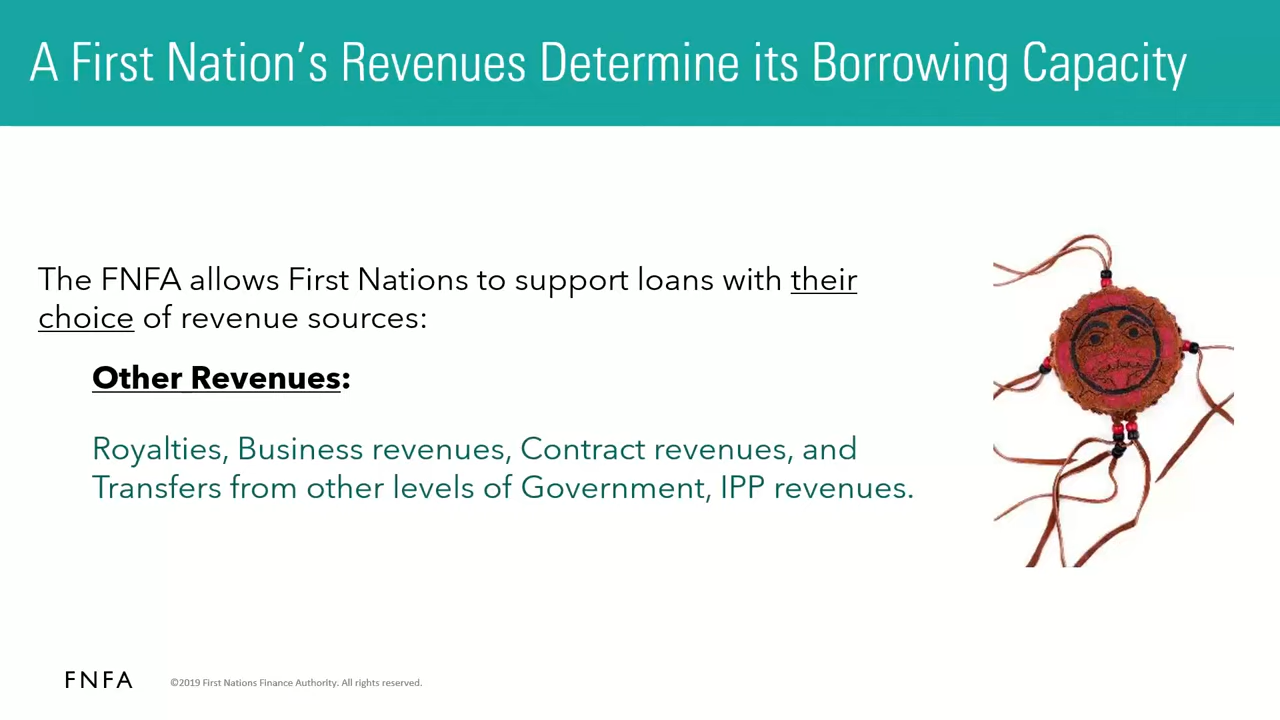 A First Nation's Revenues Determine its Borrowing Capacity
The FNFA allows First Nations to support loans with their
choice of revenue sources:
Other Revenues:
Royalties, Business revenues, Contract revenues, and
Transfers from other levels of Government, IPP revenues.
FNFA
©2019 First Nations Finance Authority. All rights reserved.